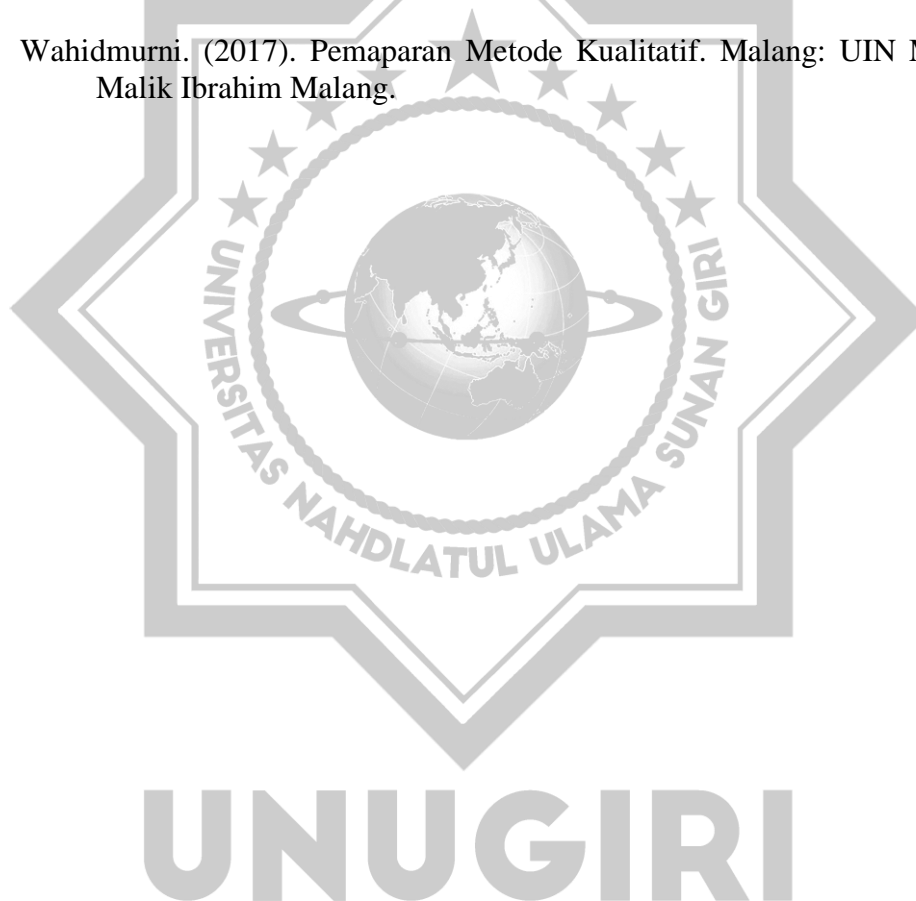 Wahidmurni. (2017). Pemaparan Metode Kualitatif. Malang: UIN
Malik Ibrahim Malang.
UNIVERSITAS NAHDLATUL ULAMA SUNAN GIRI
UNUGIRI